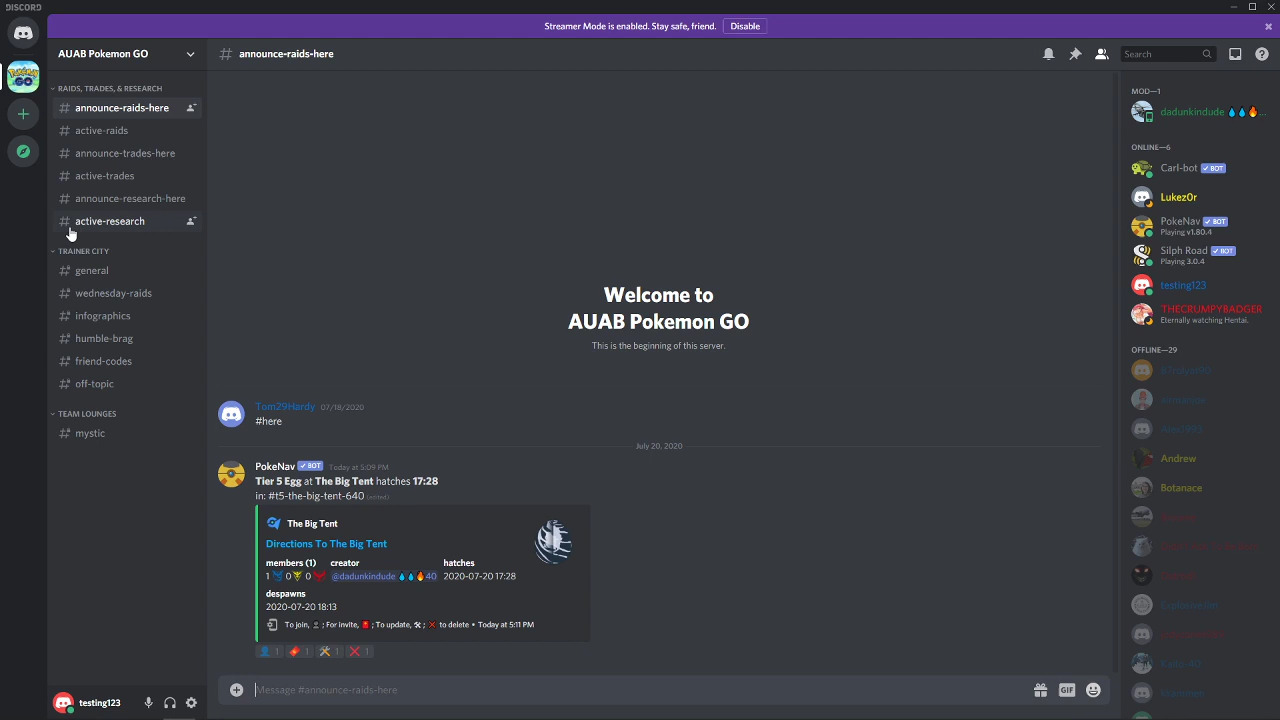 DISCORD
Streamer Mode is enabled. Stay safe, friend. Disable
AUAB Pokemon GO
# announce-raids-here
Search
RAIDS, TRADES, & RESEARCH
announce-raids-here
active-raids
announce-trades-here
active-trades
announce-research-here
active-research
TRAINER CITY
general
wednesday-raids
infographics
humble-brag
friend-codes
off-topic
TEAM LOUNGES
mystic
testing123
Welcome to
AUAB Pokemon GO
This is the beginning of this server.
Tom29Hardy 07/18/2020
#here
July 20, 2020
PokeNav BOT Today at 5:09 PM
Tier 5 Egg at The Big Tent hatches 17:28
in: #t5-the-big-tent-640 (edited)
The Big Tent
Directions To The Big Tent
members (1) creator hatches
1 0 0 @dadunkindude 💧💧🔥40 2020-07-20 17:28
despawns
2020-07-20 18:13
To join, 👤; For invite, 🧧; To update, 🛠; ❌ to delete • Today at 5:11 PM
👤 1 🧧 1 🛠 1 ❌ 1
Message #announce-raids-here
GIF
MOD—1
dadunkindude 💧💧🔥...
ONLINE—6
Carl-bot BOT
Lukez0r
PokeNav BOT
Playing v1.80.4
Silph Road BOT
Playing 3.0.4
testing123
THECRUMPYBADGER
Eternally watching Hentai.
OFFLINE—29
Andrew
Botanace